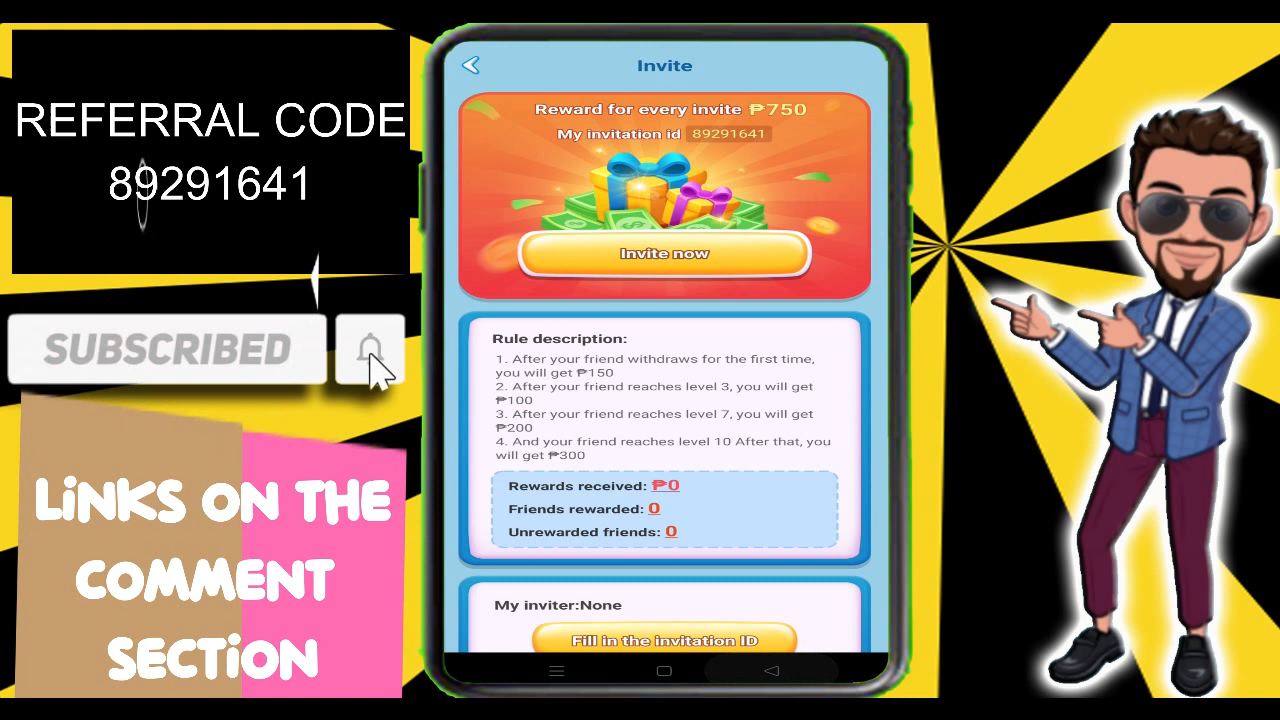 REFERRAL CODE
89291641
SUBSCRIBED
LiNKS ON THE
COMMENT
SECTiON
Invite
Reward for every invite ₱750
My invitation id 89291641
Invite now
Rule description:
1. After your friend withdraws for the first time,
you will get ₱150
2. After your friend reaches level 3, you will get
₱100
3. After your friend reaches level 7, you will get
₱200
4. And your friend reaches level 10 After that, you
will get ₱300
Rewards received: ₱0
Friends rewarded: 0
Unrewarded friends: 0
My inviter:None
Fill in the invitation ID